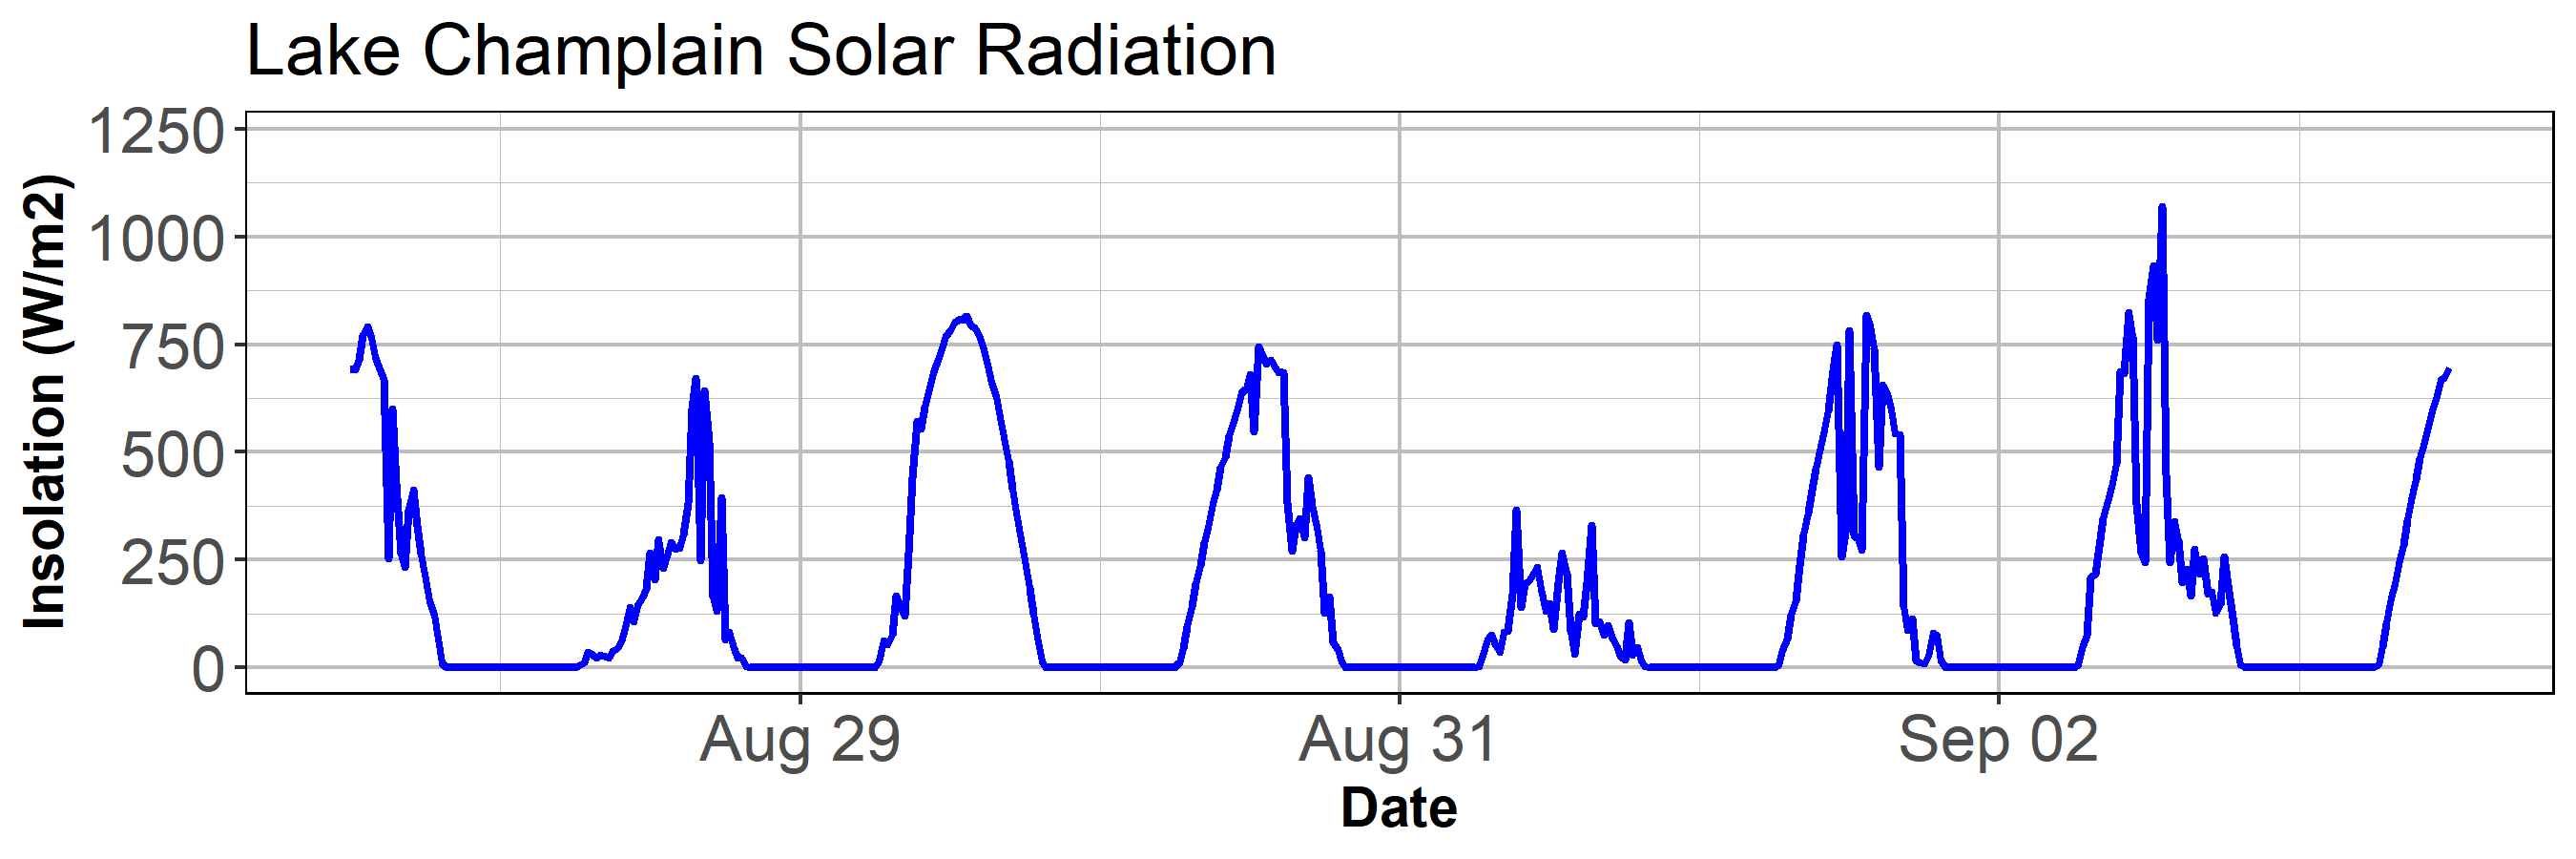 Lake Champlain Solar Radiation
Insolation (W/m2)
1250
1000
750
500
250
0
Aug 29 Aug 31 Sep 02
Date